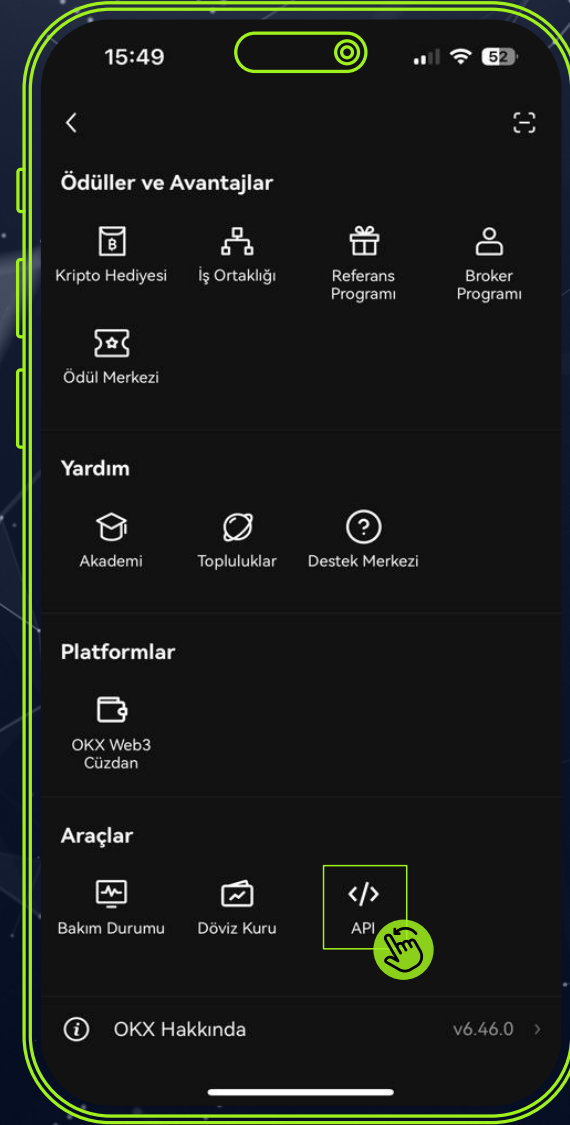 15:49
52
Ödüller ve Avantajlar
Kripto Hediyesi
İş Ortaklığı
Referans
Programı
Broker
Programı
Ödül Merkezi
Yardım
Akademi
Topluluklar
Destek Merkezi
Platformlar
OKX Web3
Cüzdan
Araçlar
Bakım Durumu
Döviz Kuru
API
OKX Hakkında
v6.46.0